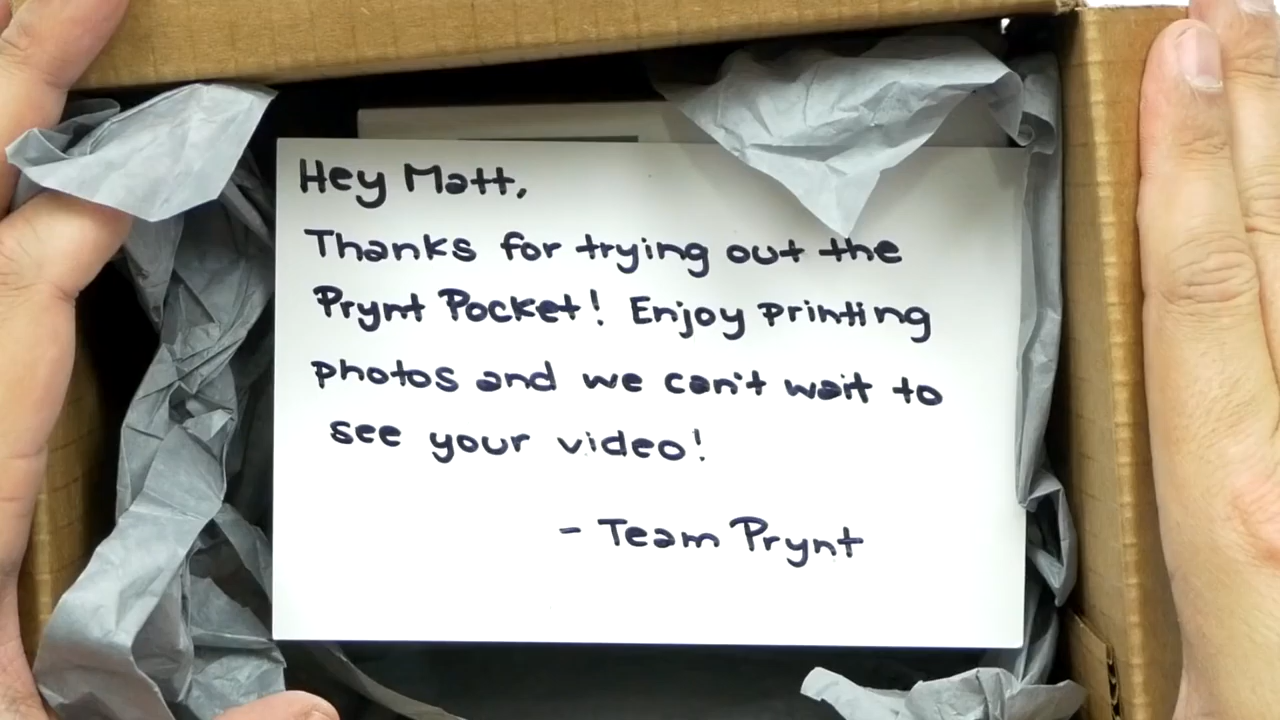 Hey Matt,
Thanks for trying out the
Prynt Pocket! Enjoy printing
photos and we can't wait to
see your video!
- Team Prynt